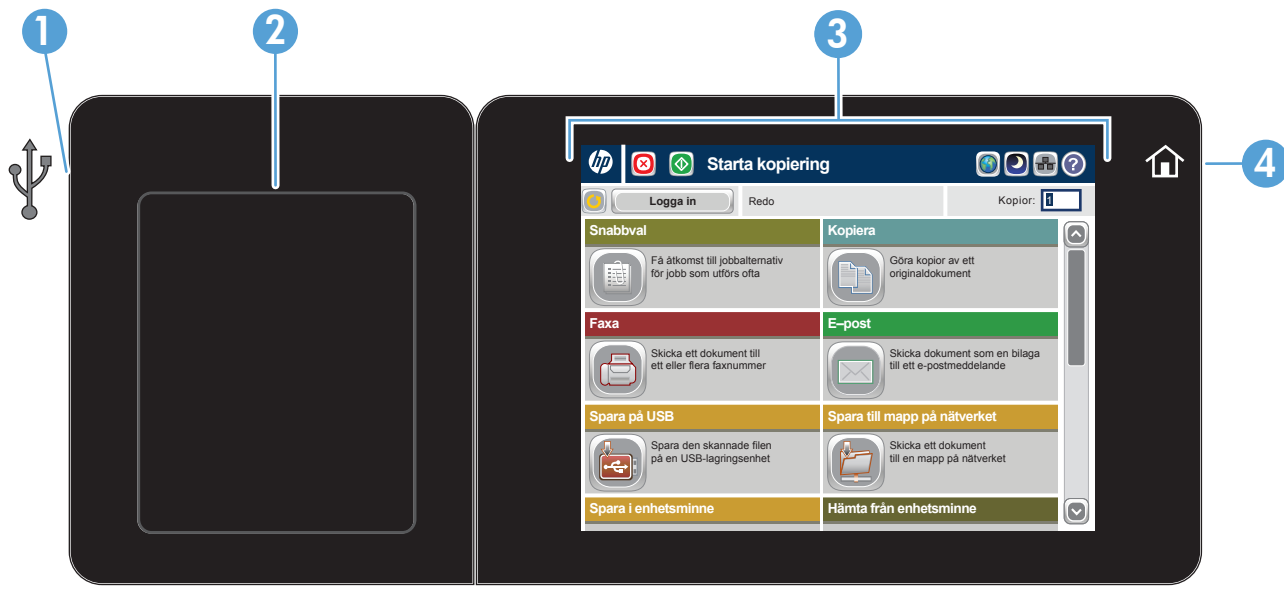 1
2
3
4
hp
Starta kopiering
?
Logga in
Redo
Kopior: 1
Snabbval
Få åtkomst till jobbalternativ
för jobb som utförs ofta
Kopiera
Göra kopior av ett
originaldokument
Faxa
Skicka ett dokument till
ett eller flera faxnummer
E–post
Skicka dokument som en bilaga
till ett e-postmeddelande
Spara på USB
Spara den skannade filen
på en USB-lagringsenhet
Spara till mapp på nätverket
Skicka ett dokument
till en mapp på nätverket
Spara i enhetsminne
Hämta från enhetsminne